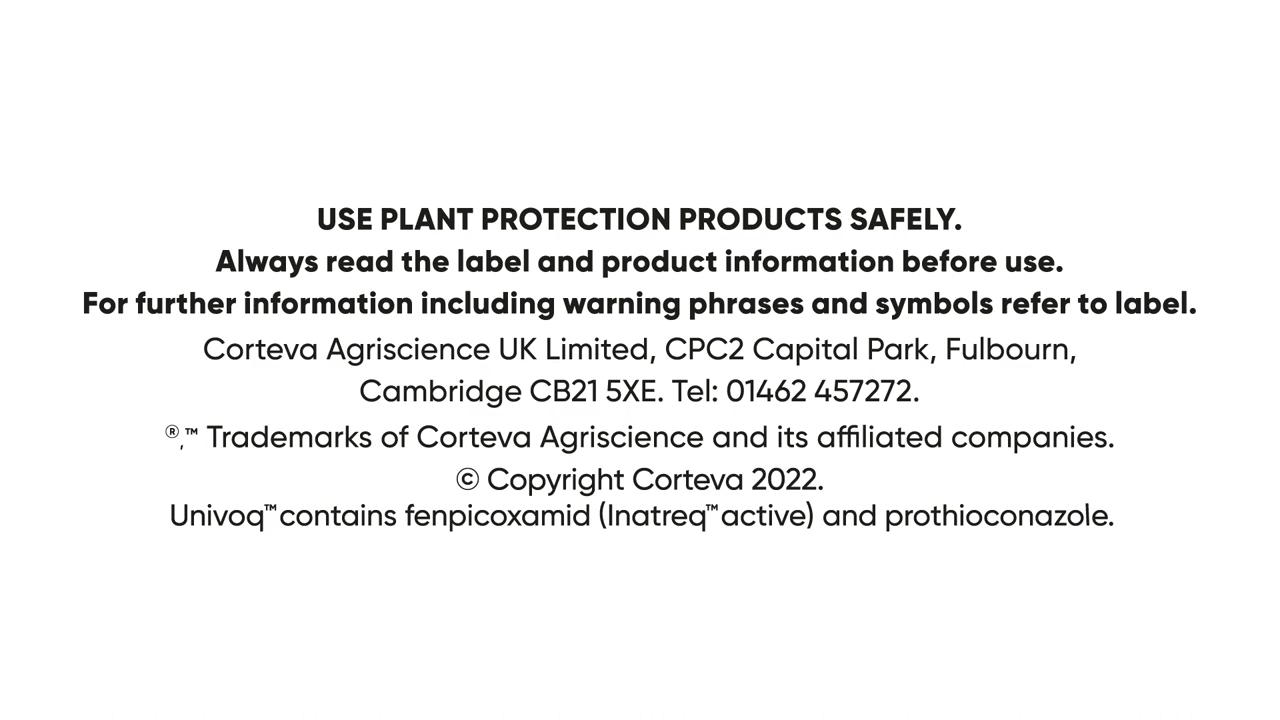 USE PLANT PROTECTION PRODUCTS SAFELY.
Always read the label and product information before use.
For further information including warning phrases and symbols refer to label.
Corteva Agriscience UK Limited, CPC2 Capital Park, Fulbourn,
Cambridge CB21 5XE. Tel: 01462 457272.
®,™ Trademarks of Corteva Agriscience and its affiliated companies.
© Copyright Corteva 2022.
Univoq™ contains fenpicoxamid (Inatreq™ active) and prothioconazole.